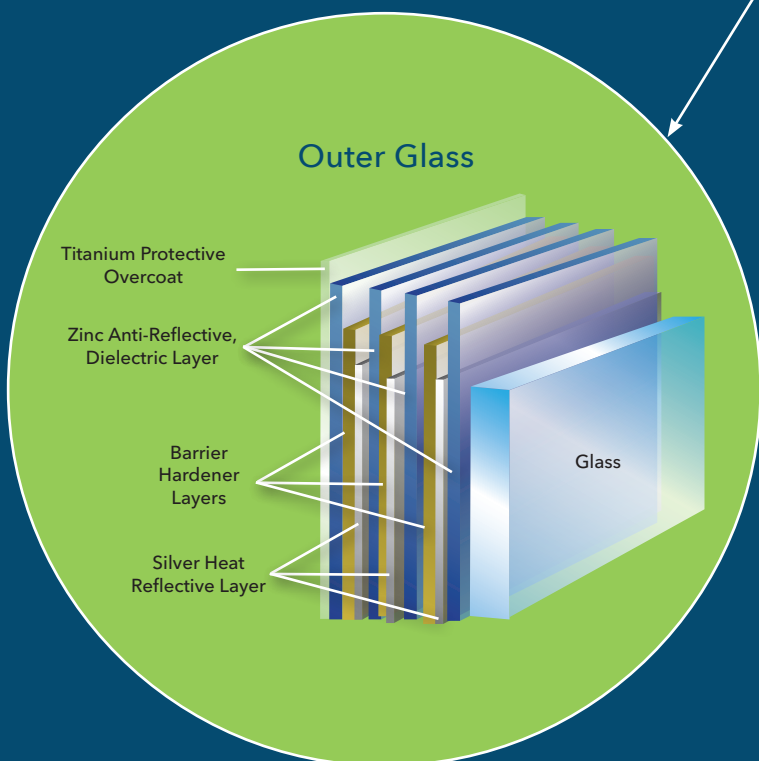 Outer Glass
Titanium Protective
Overcoat
Zinc Anti-Reflective,
Dielectric Layer
Barrier
Hardener
Layers
Silver Heat
Reflective Layer
Glass